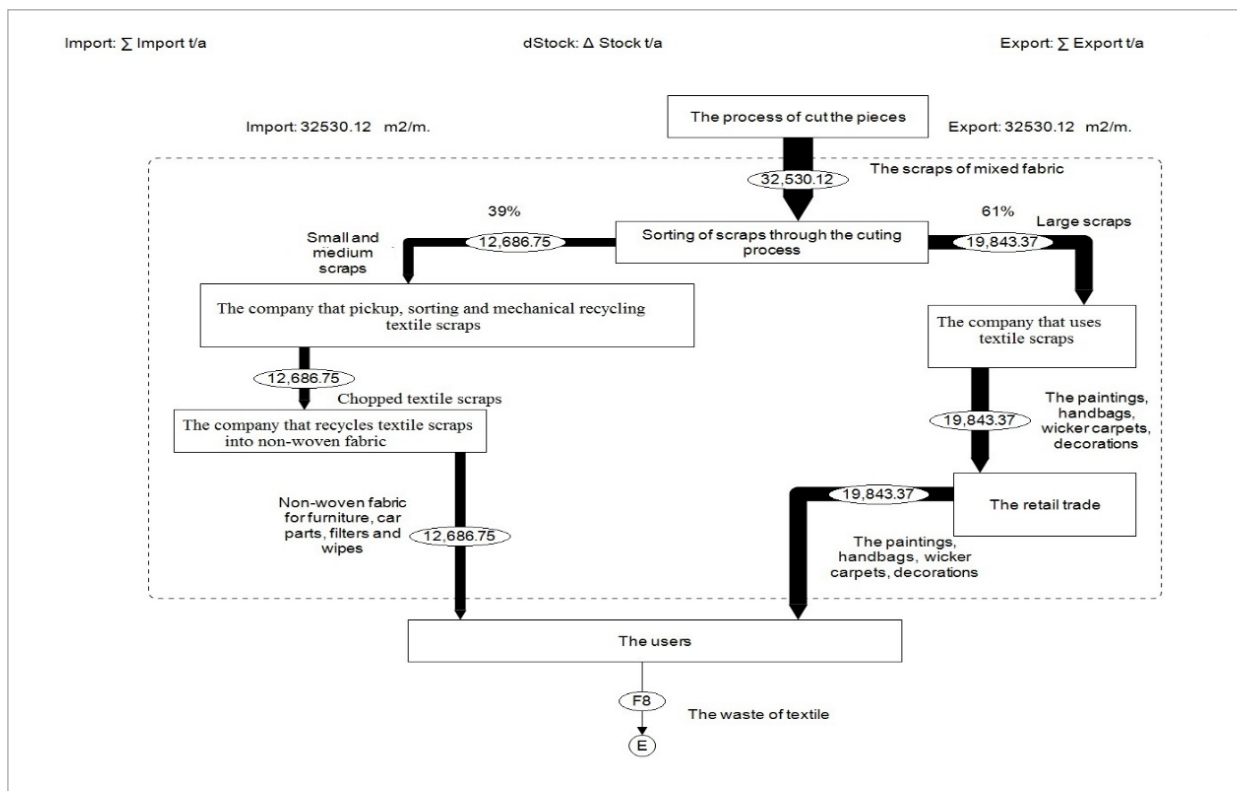 Import: ∑ Import t/a
dStock: Δ Stock t/a
Export: ∑ Export t/a
The process of cut the pieces
Import: 32530.12 m2/m.
Export: 32530.12 m2/m.
The scraps of mixed fabric
32,530.12
39%
61%
Large scraps
Small and
medium
scraps
12,686.75
Sorting of scraps through the cuting
process
19,843.37
The company that pickup, sorting and mechanical recycling
textile scraps
The company that uses
textile scraps
12,686.75
Chopped textile scraps
The company that recycles textile scraps
into non-woven fabric
19,843.37
The paintings,
handbags,
wicker carpets,
decorations
Non-woven fabric
for furniture, car
parts, filters and
wipes
12,686.75
19,843.37
The retail trade
The paintings,
handbags, wicker
carpets, decorations
The users
F8
The waste of textile
E